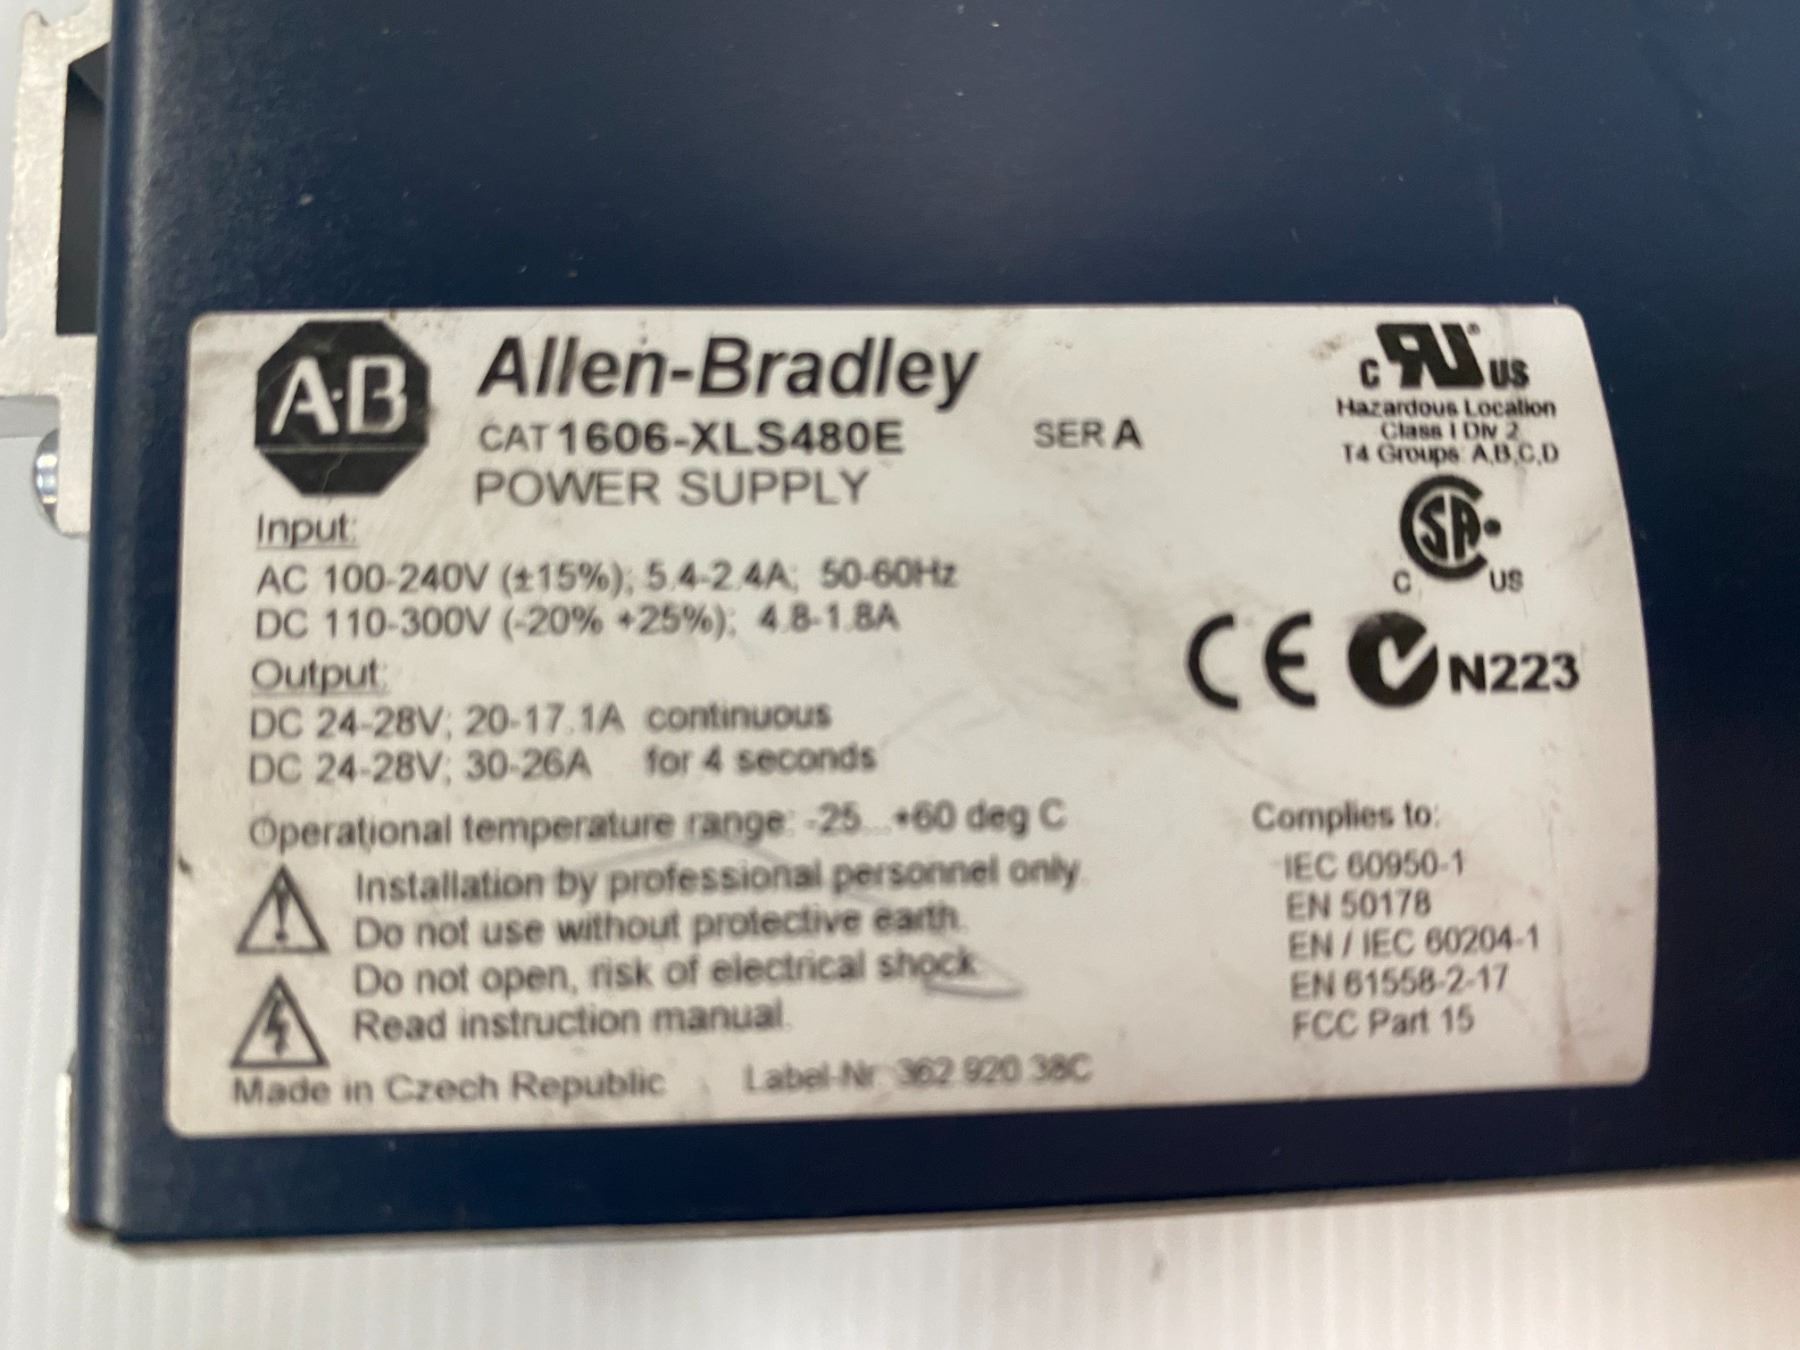 A·B Allen-Bradley
CAT 1606-XLS480E SER A
POWER SUPPLY
Input:
AC 100-240V (±15%); 5.4-2.4A; 50-60Hz
DC 110-300V (-20% +25%); 4.8-1.8A
Output:
DC 24-28V; 20-17.1A continuous
DC 24-28V; 30-26A for 4 seconds
Operational temperature range: -25...+60 deg C
Installation by professional personnel only.
Do not use without protective earth.
Do not open, risk of electrical shock.
Read instruction manual.
Made in Czech Republic Label-Nr 362 920 38C
C RU® US
Hazardous Location
Class I Div 2
T4 Groups: A,B,C,D
SA
C US
CE N223
Complies to:
IEC 60950-1
EN 50178
EN / IEC 60204-1
EN 61558-2-17
FCC Part 15